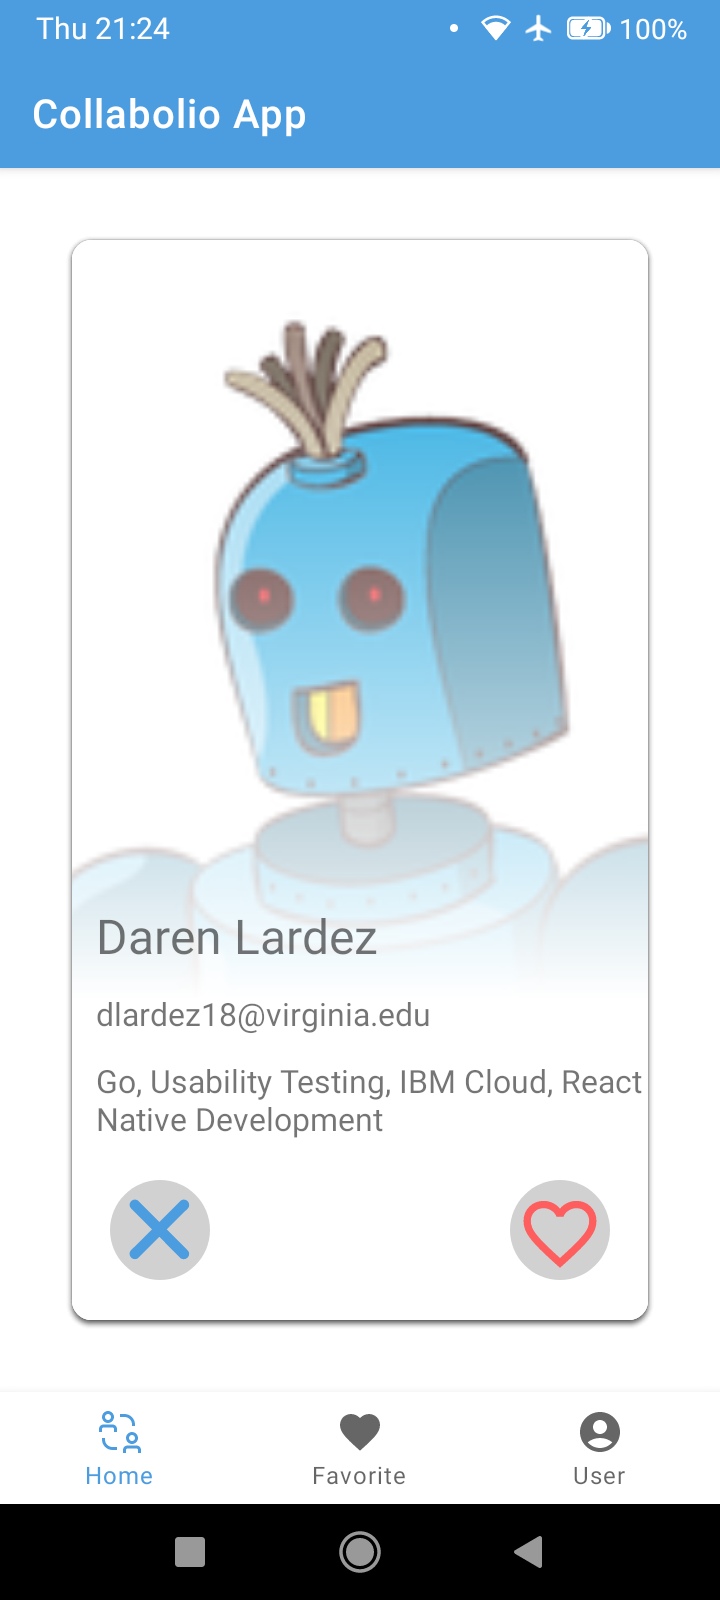 Thu 21:24
100%
Collabolio App
Daren Lardez
dlardez18@virginia.edu
Go, Usability Testing, IBM Cloud, React
Native Development
Home
Favorite
User